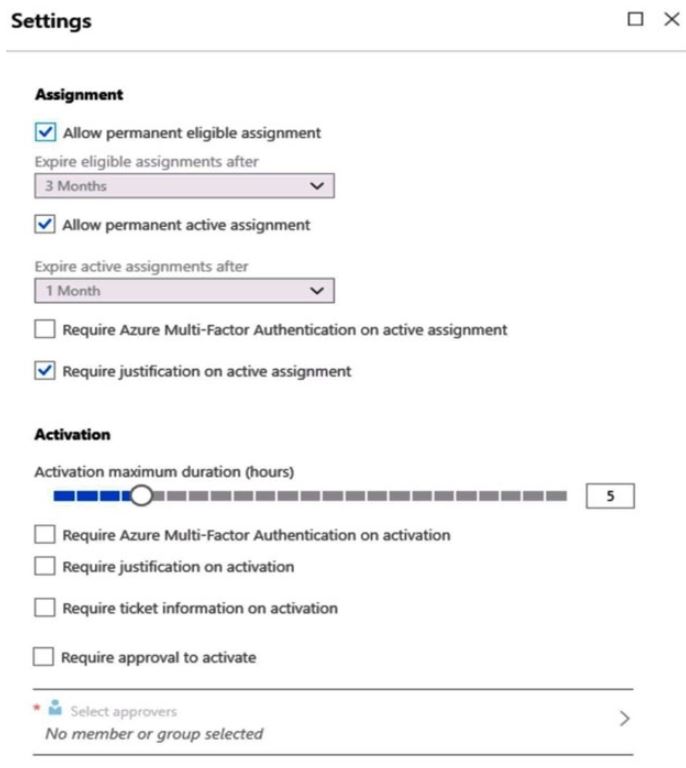 Settings
Assignment
Allow permanent eligible assignment
Expire eligible assignments after
3 Months
Allow permanent active assignment
Expire active assignments after
1 Month
Require Azure Multi-Factor Authentication on active assignment
Require justification on active assignment
Activation
Activation maximum duration (hours)
5
Require Azure Multi-Factor Authentication on activation
Require justification on activation
Require ticket information on activation
Require approval to activate
* Select approvers
No member or group selected